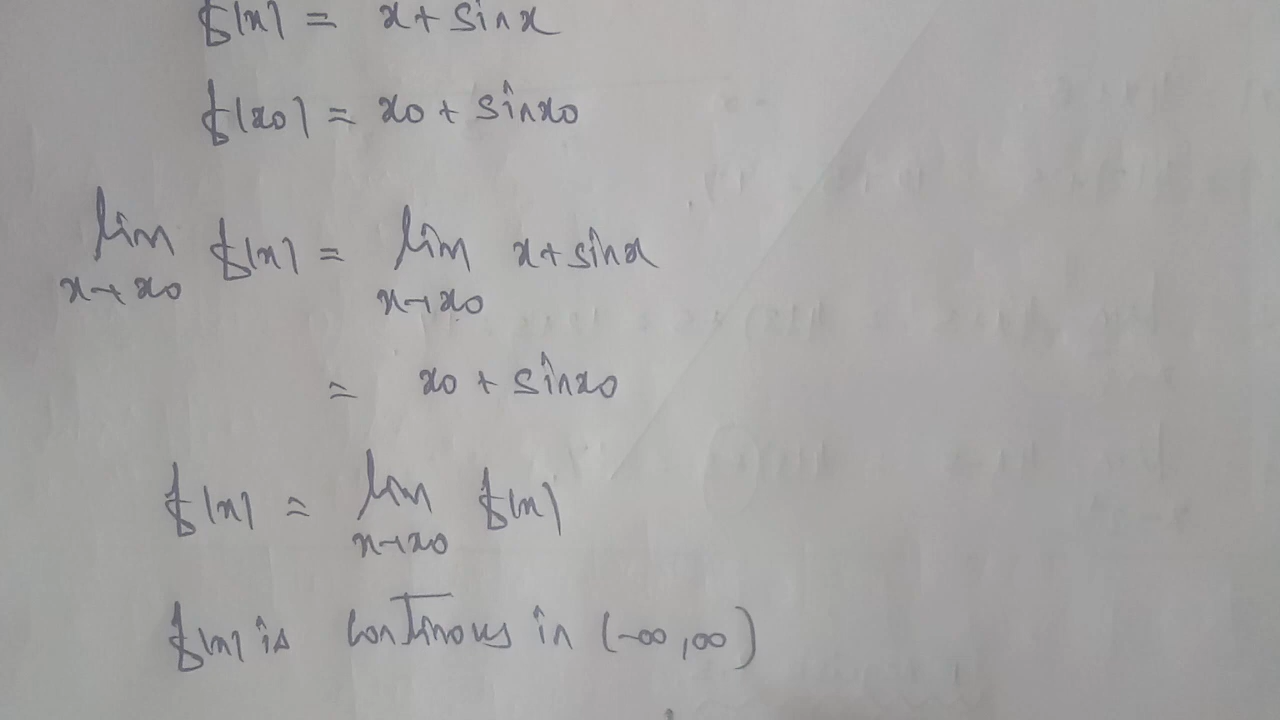 f(x) = x + sin x
f(x0) = x0 + sin x0
lim x→x0 f(x) = lim x→x0 x + sin x
= x0 + sin x0
f(x) = lim x→x0 f(x)
f(x) is continous in (-∞, ∞)